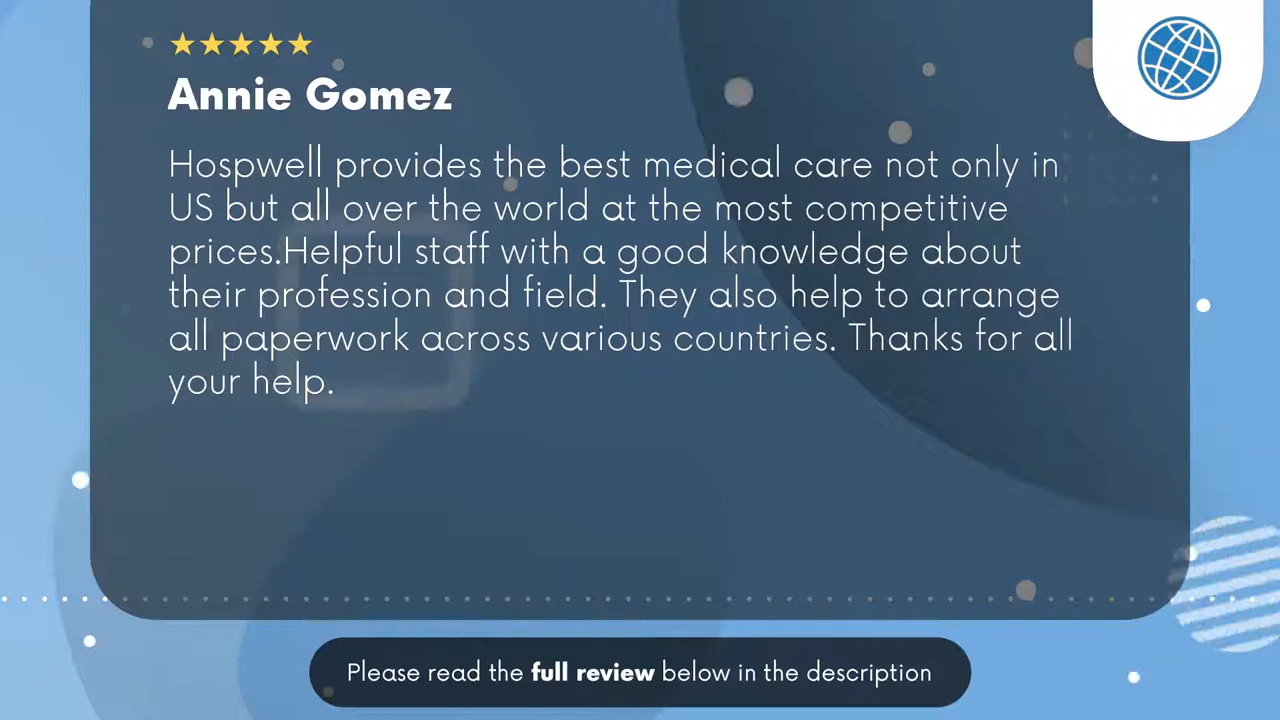 Annie Gomez
Hospwell provides the best medical care not only in
US but all over the world at the most competitive
prices.Helpful staff with a good knowledge about
their profession and field. They also help to arrange
all paperwork across various countries. Thanks for all
your help.
Please read the full review below in the description